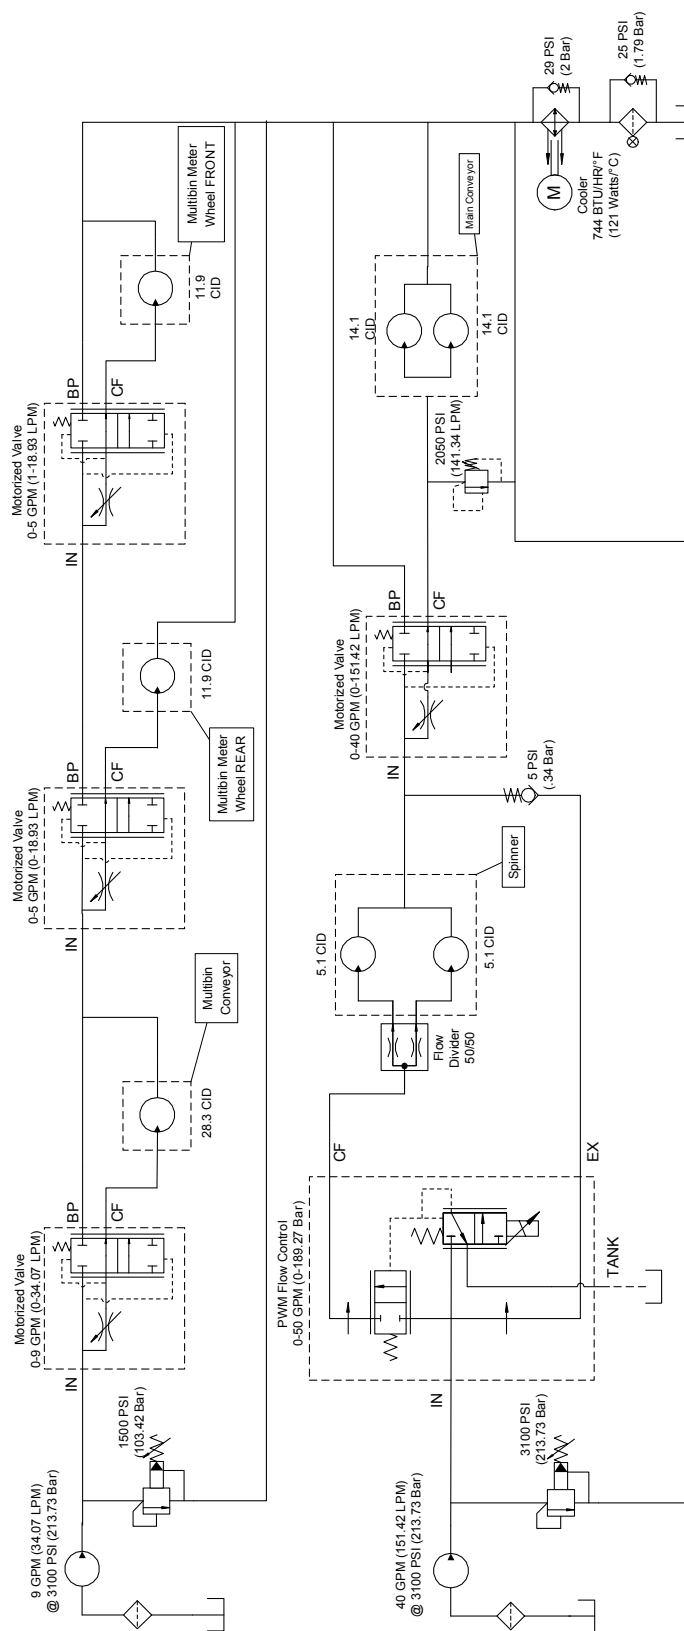 9 GPM (34.07 LPM)
@ 3100 PSI (213.73 Bar)
1500 PSI
(103.42 Bar)
IN
Motorized Valve
0-9 GPM (0-34.07 LPM)
BP
CF
28.3 CID
Multibin
Conveyor
IN
Motorized Valve
0-5 GPM (0-18.93 LPM)
BP
CF
11.9 CID
Multibin Meter
Wheel REAR
IN
Motorized Valve
0-5 GPM (1-18.93 LPM)
BP
CF
11.9
CID
Multibin Meter
Wheel FRONT
40 GPM (151.42 LPM)
@ 3100 PSI (213.73 Bar)
3100 PSI
(213.73 Bar)
IN
PWM Flow Control
0-50 GPM (0-189.27 Bar)
TANK
CF
EX
Flow
Divider
50/50
5.1 CID
5.1 CID
Spinner
5 PSI
(.34 Bar)
IN
Motorized Valve
0-40 GPM (0-151.42 LPM)
BP
CF
2050 PSI
(141.34 LPM)
14.1
CID
14.1
CID
Main Conveyor
M
Cooler
744 BTU/HR/°F
(121 Watts/°C)
29 PSI
(2 Bar)
25 PSI
(1.79 Bar)